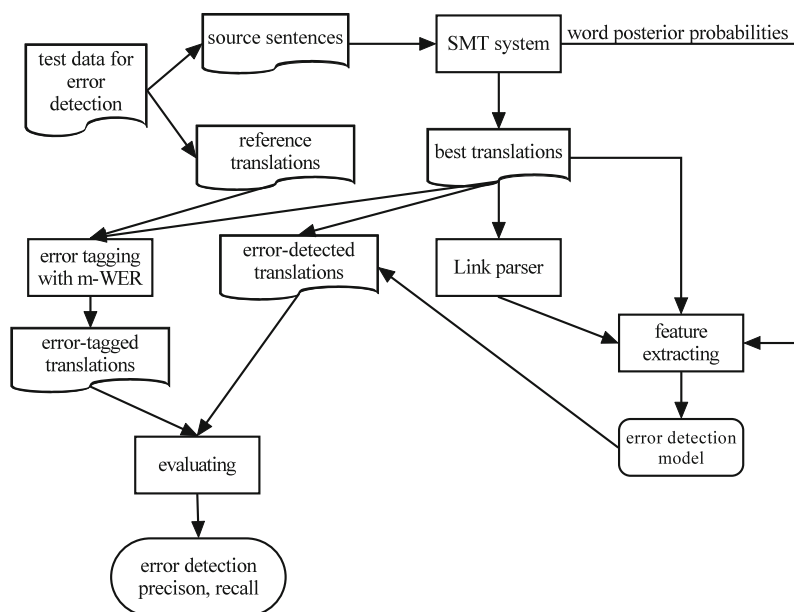 source sentences
SMT system
word posterior probabilities
test data for
error
detection
reference
translations
best translations
error tagging
with m-WER
error-detected
translations
Link parser
error-tagged
translations
feature
extracting
error detection
model
evaluating
error detection
precison, recall